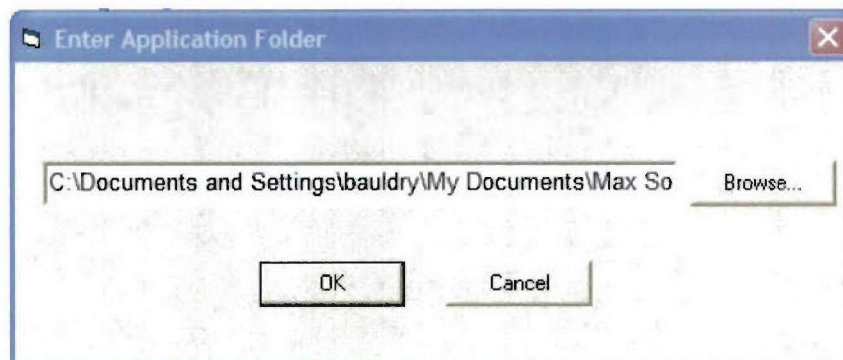 Enter Application Folder
C:\Documents and Settings\bauldry\My Documents\Max So
Browse...
OK
Cancel